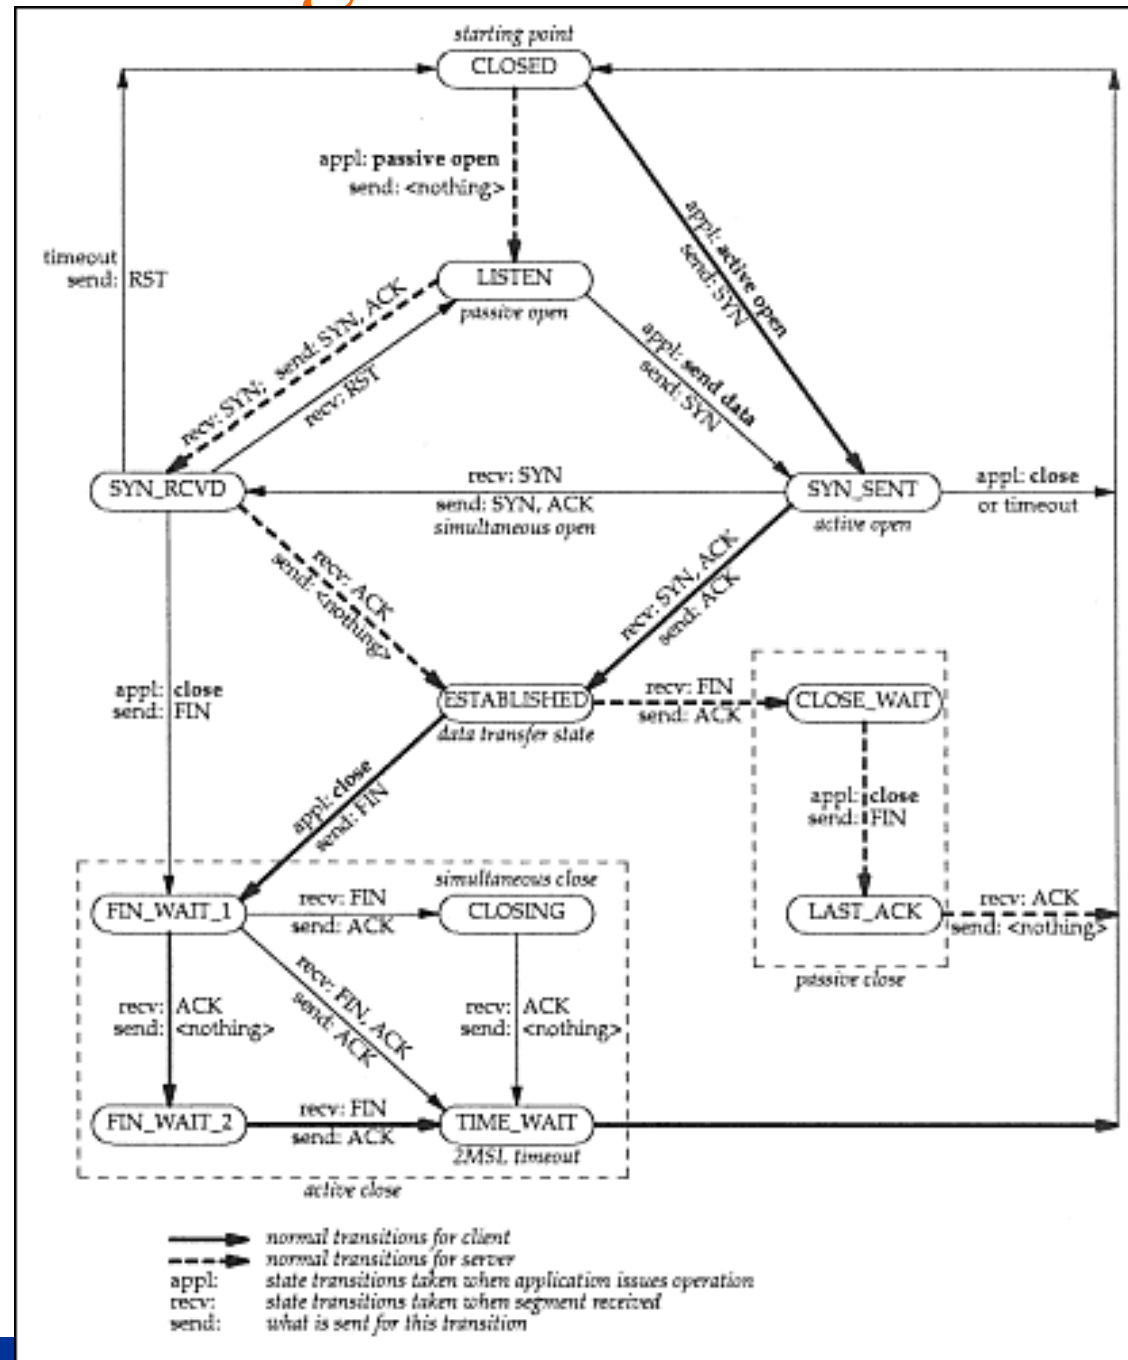 starting point
CLOSED
appl: passive open
send: <nothing>
appl: active open
send: SYN
timeout
send: RST
LISTEN
passive open
recv: SYN; send: SYN, ACK
recv: RST
appl: send data
send: SYN
SYN_RCVD
recv: SYN
send: SYN, ACK
simultaneous open
SYN_SENT
active open
appl: close
or timeout
recv: ACK
send: <nothing>
recv: SYN, ACK
send: ACK
appl: close
send: FIN
ESTABLISHED
data transfer state
recv: FIN
send: ACK
CLOSE_WAIT
appl: close
send: FIN
appl: close
send: FIN
simultaneous close
FIN_WAIT_1
recv: FIN
send: ACK
CLOSING
LAST_ACK
recv: ACK
send: <nothing>
passive close
recv: ACK
send: <nothing>
recv: FIN, ACK
send: ACK
recv: ACK
send: <nothing>
FIN_WAIT_2
recv: FIN
send: ACK
TIME_WAIT
2MSL timeout
active close
normal transitions for client
normal transitions for server
appl: state transitions taken when application issues operation
recv: state transitions taken when segment received
send: what is sent for this transition